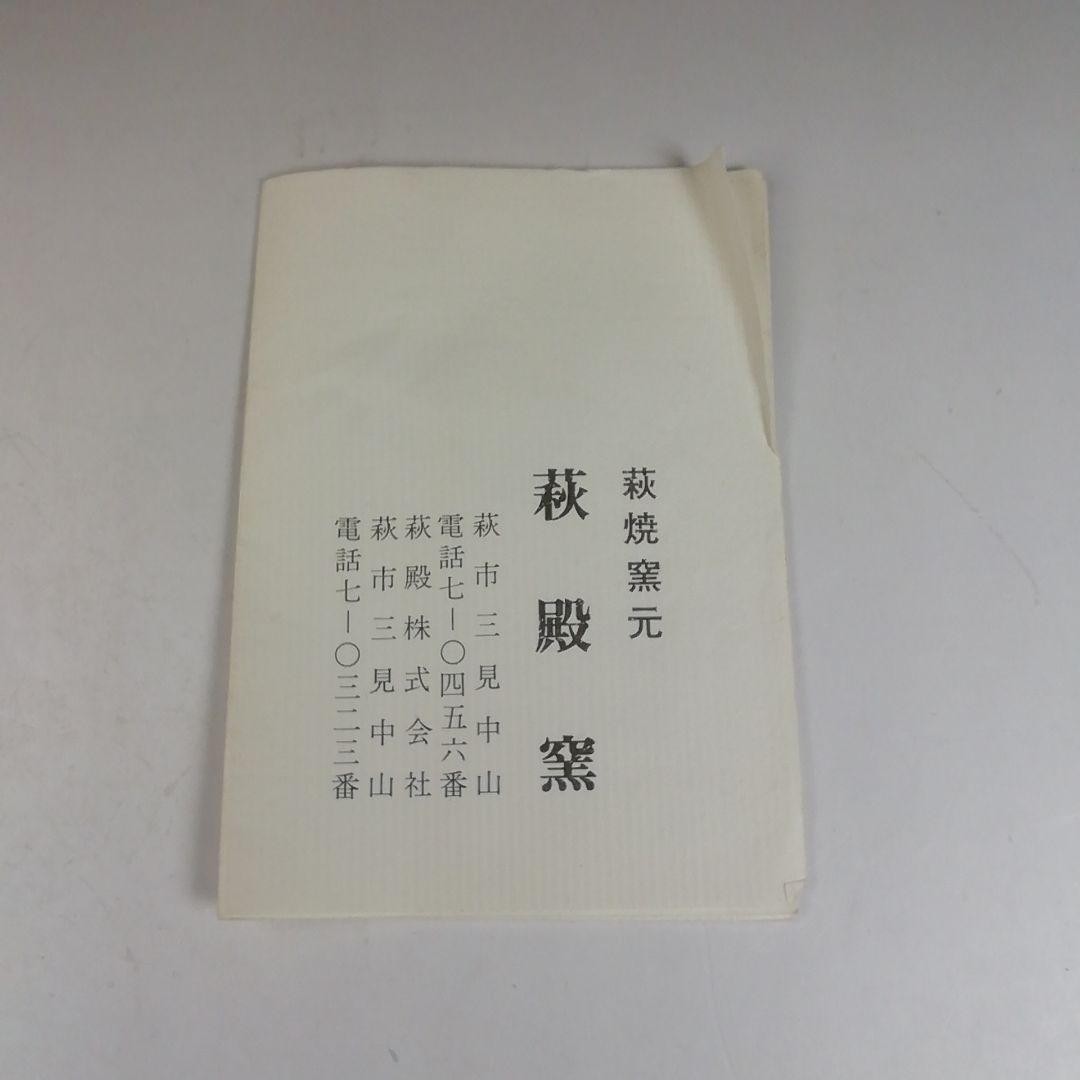 萩焼窯元
萩殿窯
萩市三見中山
電話七―〇四五六番
萩殿株式会社
萩市三見中山
電話七―〇三二三番